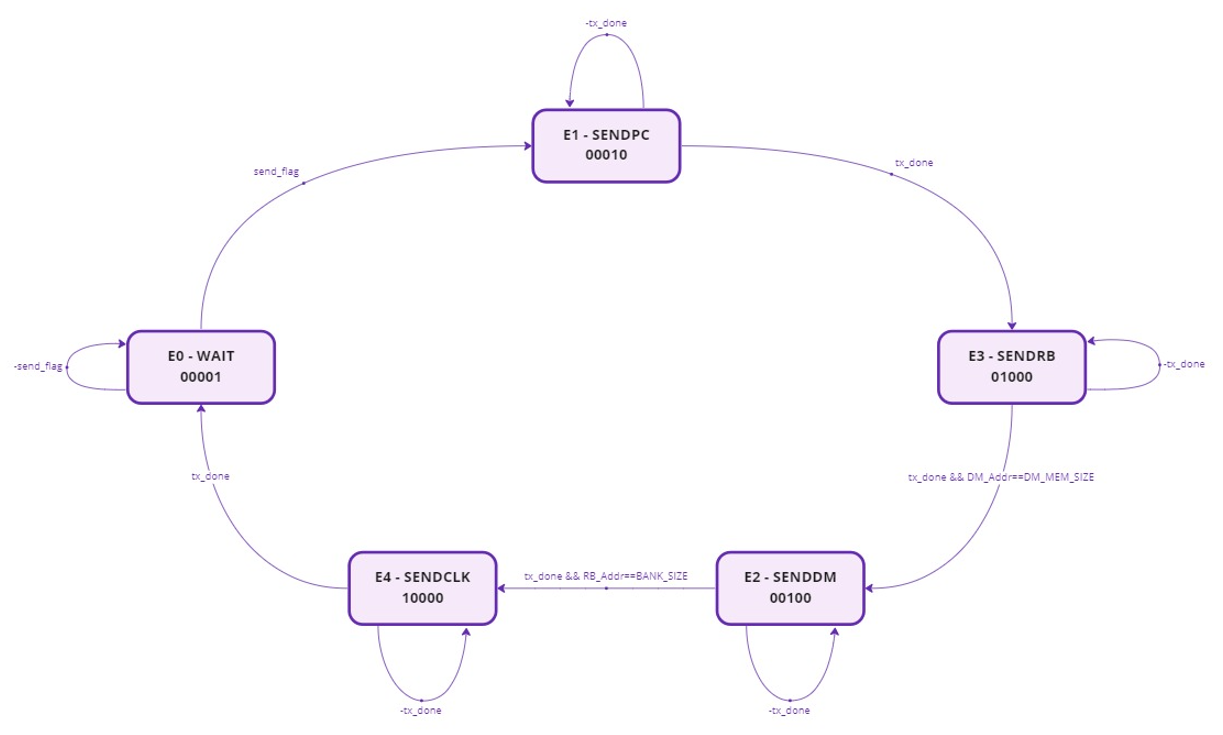 -tx_done
E1 - SENDPC
00010
send_flag
tx_done
E0 - WAIT
00001
-send_flag
E3 - SENDRB
01000
-tx_done
tx_done
tx_done && DM_Addr==DM_MEM_SIZE
E4 - SENDCLK
10000
tx_done && RB_Addr==BANK_SIZE
E2 - SENDDM
00100
-tx_done
-tx_done